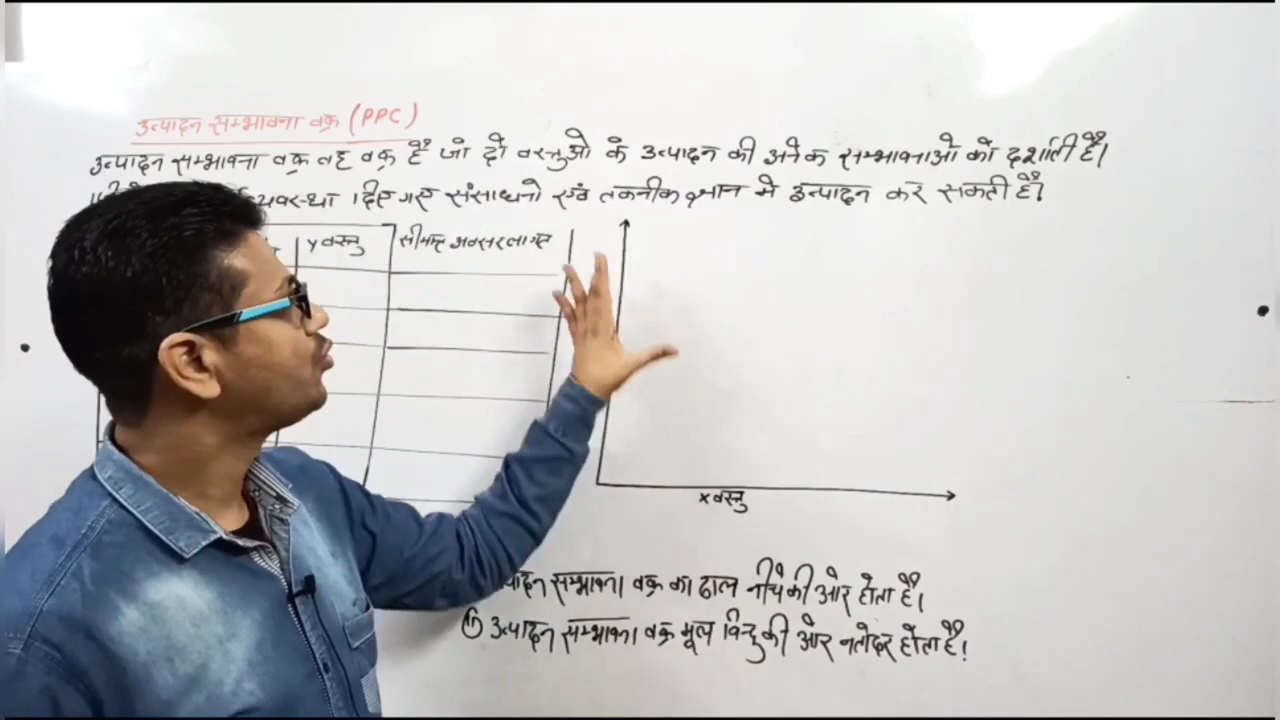 उत्पादन सम्भावना वक्र (PPC)
उत्पादन सम्भावना वक्र वह वक्र है जो दो वस्तुओ के उत्पादन की अनेक सम्भावनाओ को दर्शाती है।
दिए गए संसाधनो एवं तकनीक ज्ञान मे उत्पादन कर सकती है।
y वस्तु सीमान्त अवसर लागत
x वस्तु
सम्भावना वक्र का ढाल नीचे की ओर होता है।
उत्पादन सम्भावना वक्र मूल बिन्दु की ओर नतोदर होता है।